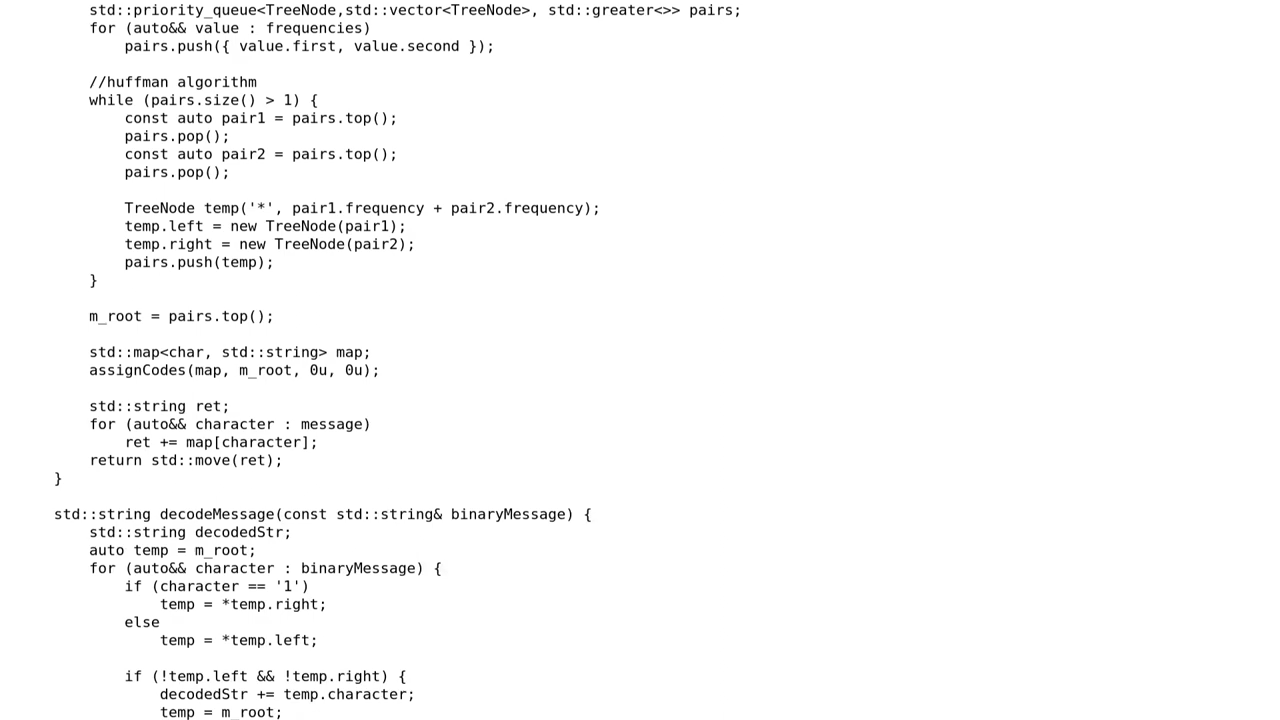 std::priority_queue<TreeNode,std::vector<TreeNode>, std::greater<>> pairs;
for (auto&& value : frequencies)
pairs.push({ value.first, value.second });
//huffman algorithm
while (pairs.size() > 1) {
const auto pair1 = pairs.top();
pairs.pop();
const auto pair2 = pairs.top();
pairs.pop();
TreeNode temp('*', pair1.frequency + pair2.frequency);
temp.left = new TreeNode(pair1);
temp.right = new TreeNode(pair2);
pairs.push(temp);
}
m_root = pairs.top();
std::map<char, std::string> map;
assignCodes(map, m_root, 0u, 0u);
std::string ret;
for (auto&& character : message)
ret += map[character];
return std::move(ret);
}
std::string decodeMessage(const std::string& binaryMessage) {
std::string decodedStr;
auto temp = m_root;
for (auto&& character : binaryMessage) {
if (character == '1')
temp = *temp.right;
else
temp = *temp.left;
if (!temp.left && !temp.right) {
decodedStr += temp.character;
temp = m_root;